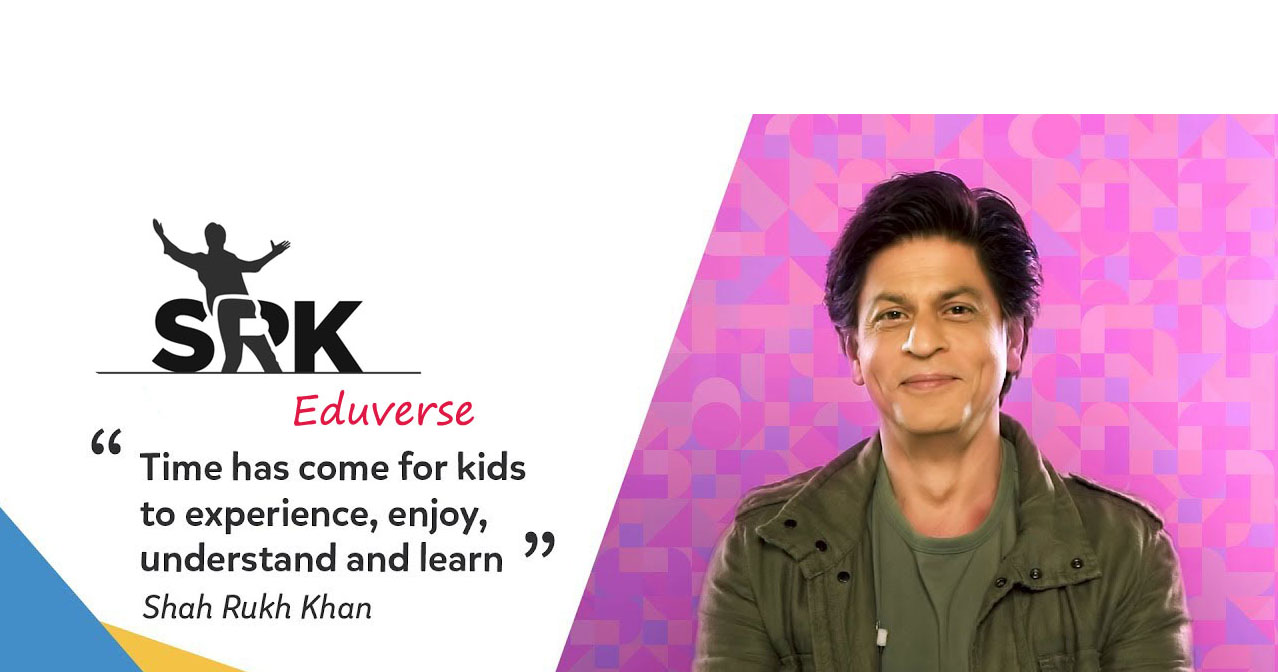 SRK
Eduverse
“Time has come for kids
to experience, enjoy,
understand and learn”
Shah Rukh Khan